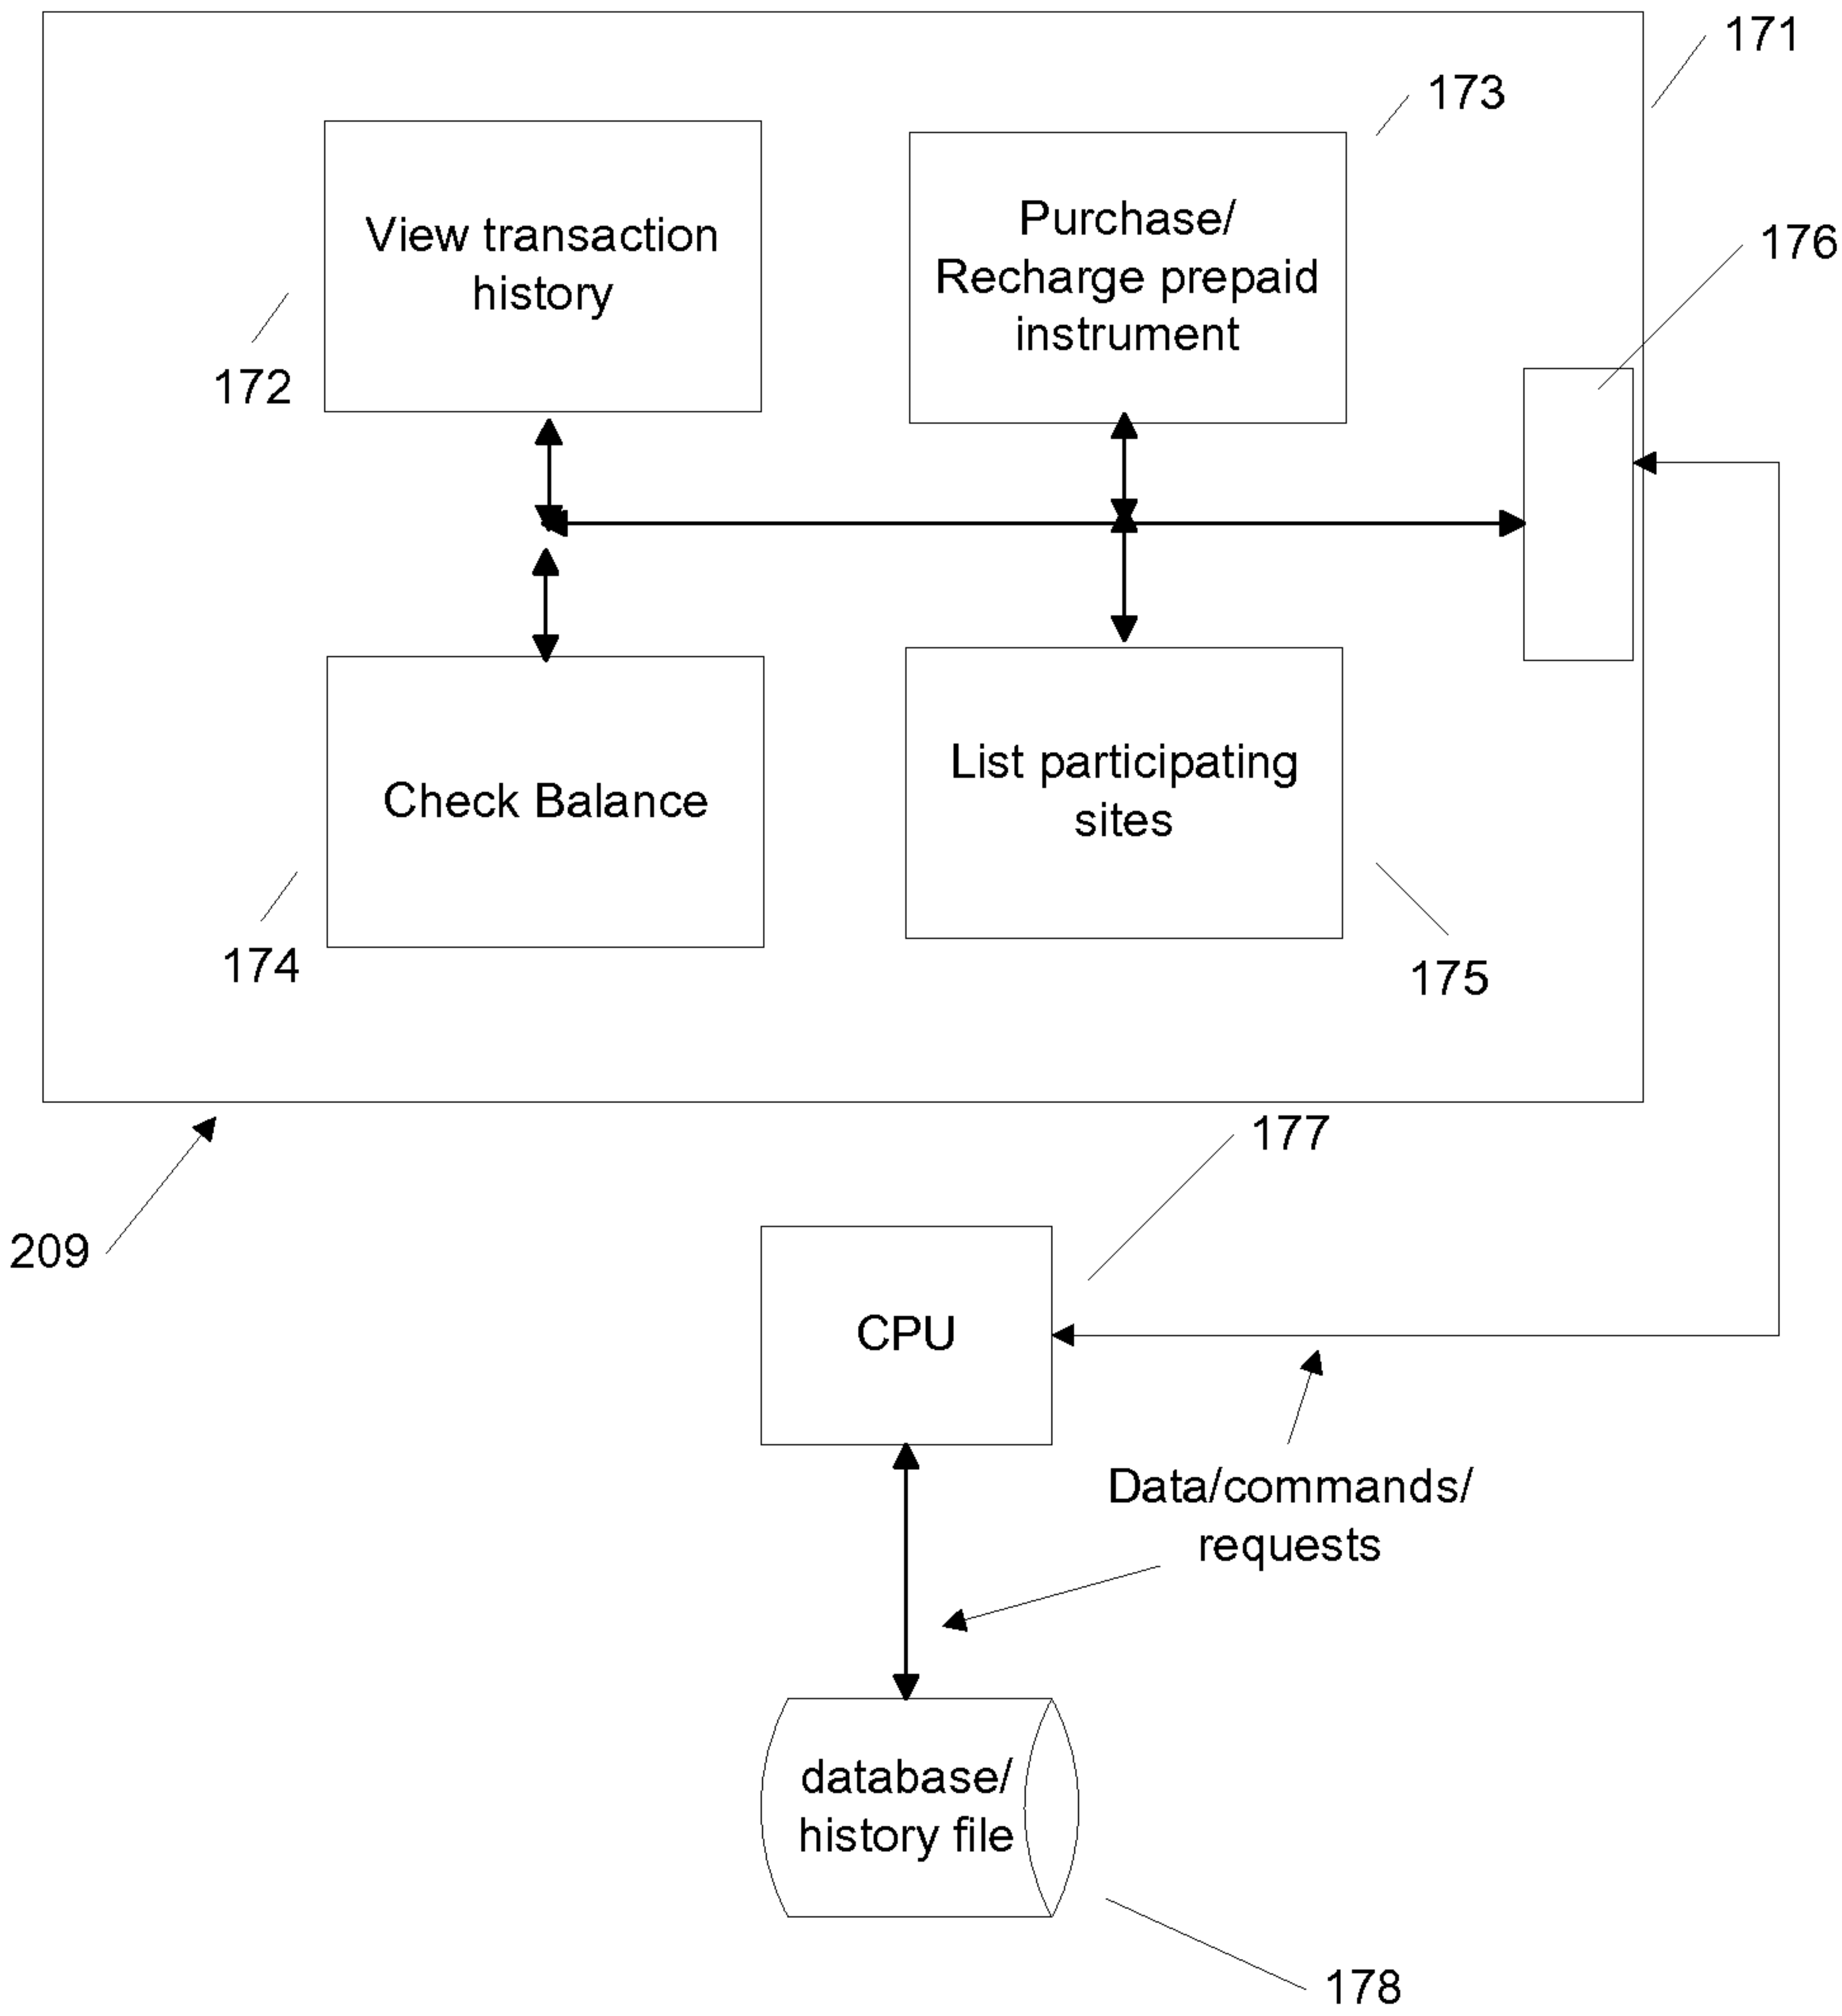 171
173
Purchase/
Recharge prepaid
instrument
176
View transaction
history
172
Check Balance
174
List participating
sites
175
209
177
CPU
Data/commands/
requests
database/
history file
178